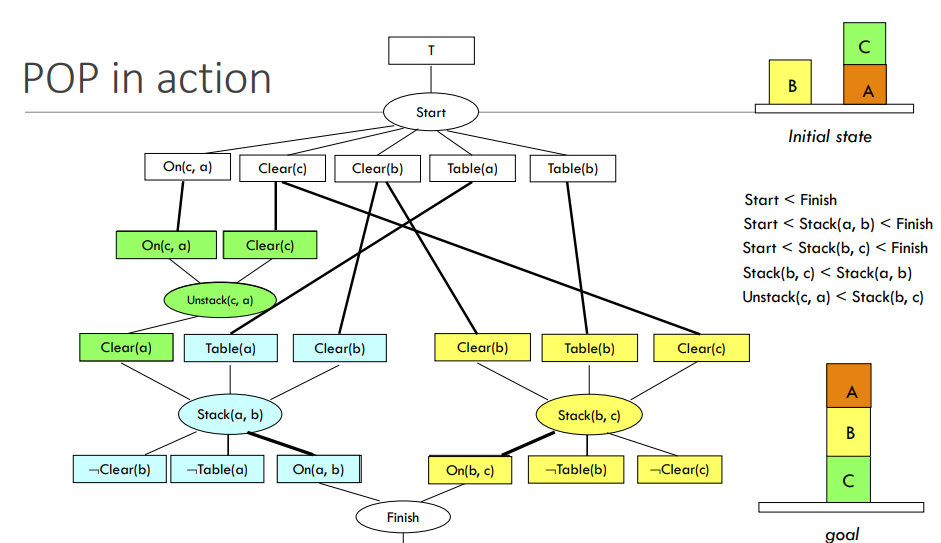 T
POP in action
Start
C
B
A
Initial state
On(c, a)
Clear(c)
Clear(b)
Table(a)
Table(b)
Start < Finish
Start < Stack(a, b) < Finish
Start < Stack(b, c) < Finish
Stack(b, c) < Stack(a, b)
Unstack(c, a) < Stack(b, c)
On(c, a)
Clear(c)
Unstack(c, a)
Clear(a)
Table(a)
Clear(b)
Clear(b)
Table(b)
Clear(c)
Stack(a, b)
Stack(b, c)
¬Clear(b)
¬Table(a)
On(a, b)
On(b, c)
¬Table(b)
¬Clear(c)
Finish
A
B
C
goal